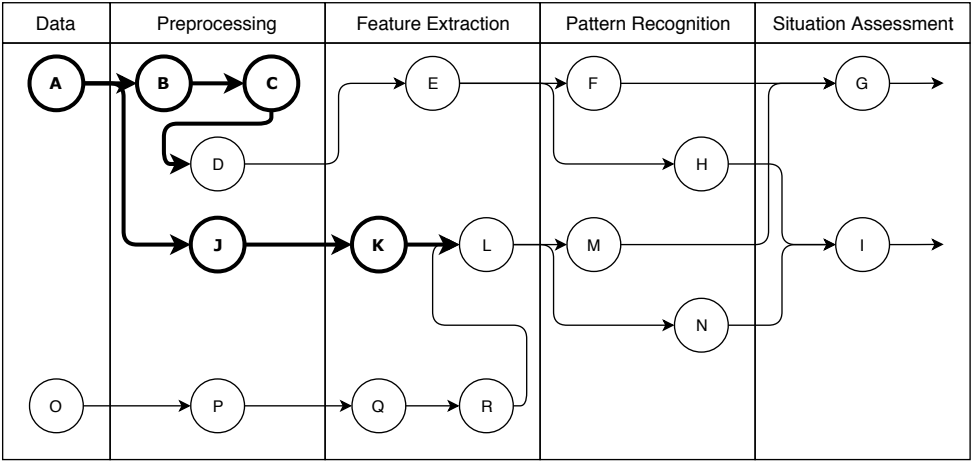 Data Preprocessing Feature Extraction Pattern Recognition Situation Assessment
A B C E F G
D H
J K L M I
N
O P Q R